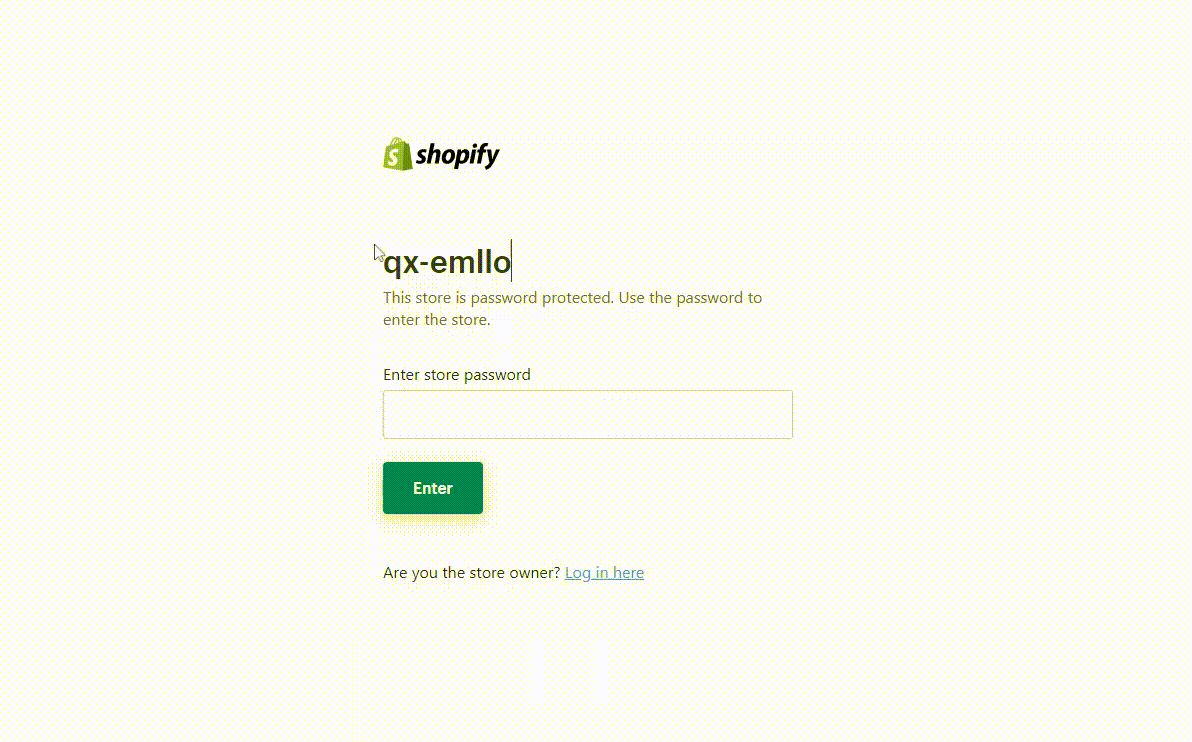 shopify
qx-emllo
This store is password protected. Use the password to
enter the store.
Enter store password
Enter
Are you the store owner? Log in here